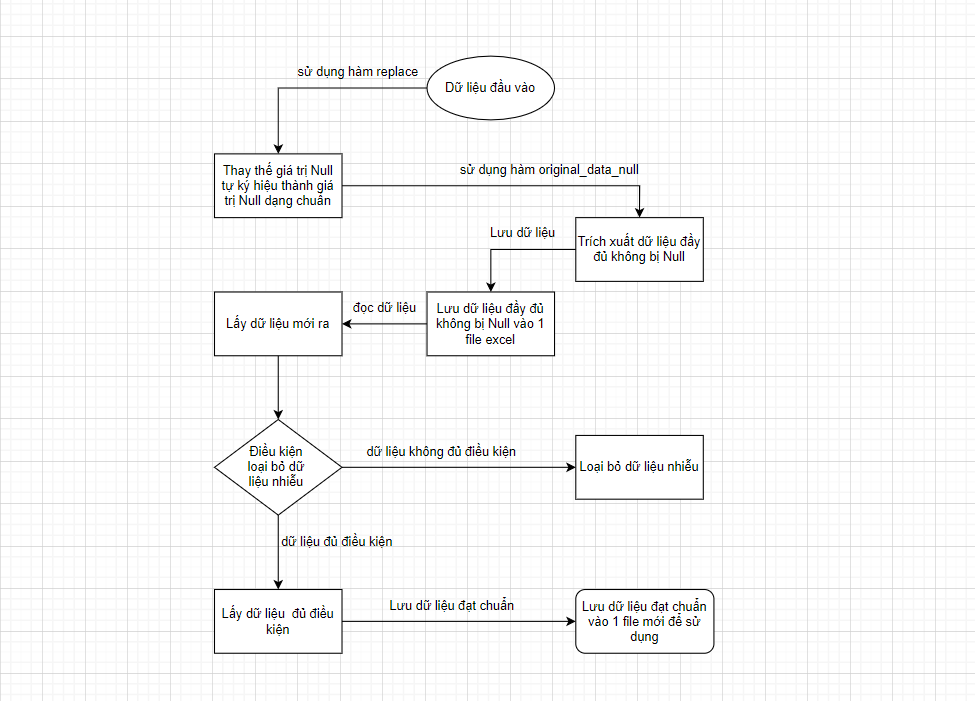 sử dụng hàm replace
Dữ liệu đầu vào
Thay thế giá trị Null
tự ký hiệu thành giá
trị Null dạng chuẩn
sử dụng hàm original_data_null
Trích xuất dữ liệu đầy
đủ không bị Null
Lưu dữ liệu
Lưu dữ liệu đầy đủ
không bị Null vào 1
file excel
đọc dữ liệu
Lấy dữ liệu mới ra
Điều kiện
loại bỏ dữ
liệu nhiễu
dữ liệu không đủ điều kiện
Loại bỏ dữ liệu nhiễu
dữ liệu đủ điều kiện
Lấy dữ liệu đủ điều
kiện
Lưu dữ liệu đạt chuẩn
Lưu dữ liệu đạt chuẩn
vào 1 file mới để sử
dụng